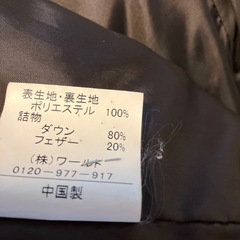 表生地・裏生地
ポリエステル 100%
詰物
ダウン 80%
フェザー 20%
(株)ワールド
0120-977-917
中国製